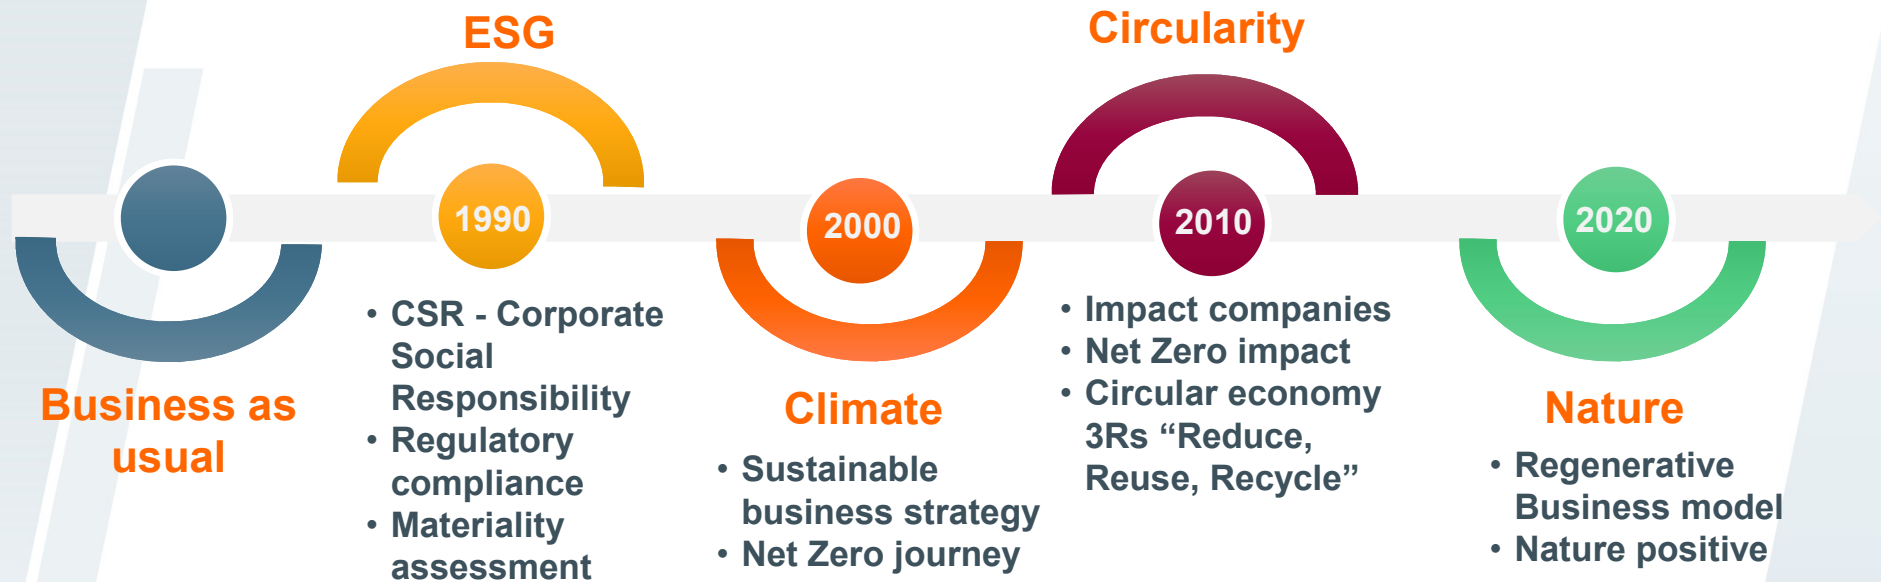 Business as
usual
ESG
1990
• CSR - Corporate
Social
Responsibility
• Regulatory
compliance
• Materiality
assessment
2000
Climate
• Sustainable
business strategy
• Net Zero journey
Circularity
2010
• Impact companies
• Net Zero impact
• Circular economy
3Rs “Reduce,
Reuse, Recycle”
2020
Nature
• Regenerative
Business model
• Nature positive